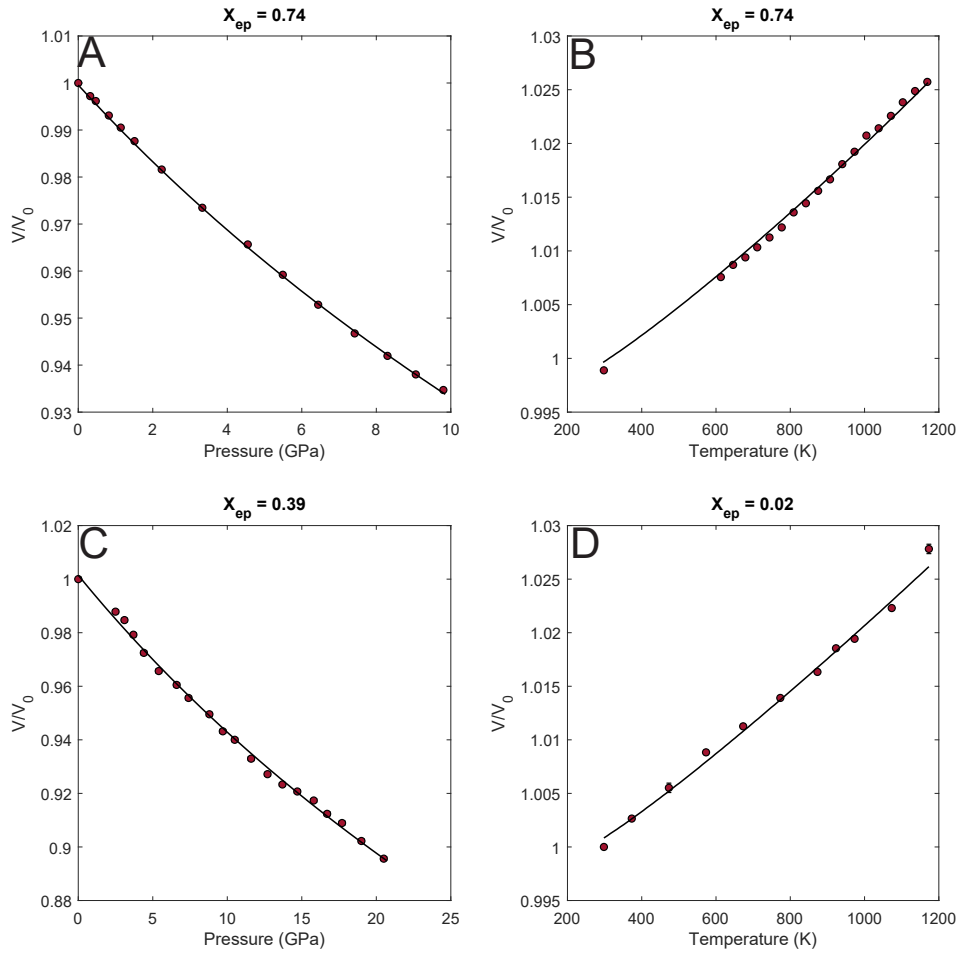 X_ep = 0.74
A
1.01
1
0.99
0.98
0.97
0.96
0.95
0.94
0.93
V/V_0
0 2 4 6 8 10
Pressure (GPa)
X_ep = 0.74
B
1.03
1.025
1.02
1.015
1.01
1.005
1
0.995
V/V_0
200 400 600 800 1000 1200
Temperature (K)
X_ep = 0.39
C
1.02
1
0.98
0.96
0.94
0.92
0.9
0.88
V/V_0
0 5 10 15 20 25
Pressure (GPa)
X_ep = 0.02
D
1.03
1.025
1.02
1.015
1.01
1.005
1
0.995
V/V_0
200 400 600 800 1000 1200
Temperature (K)